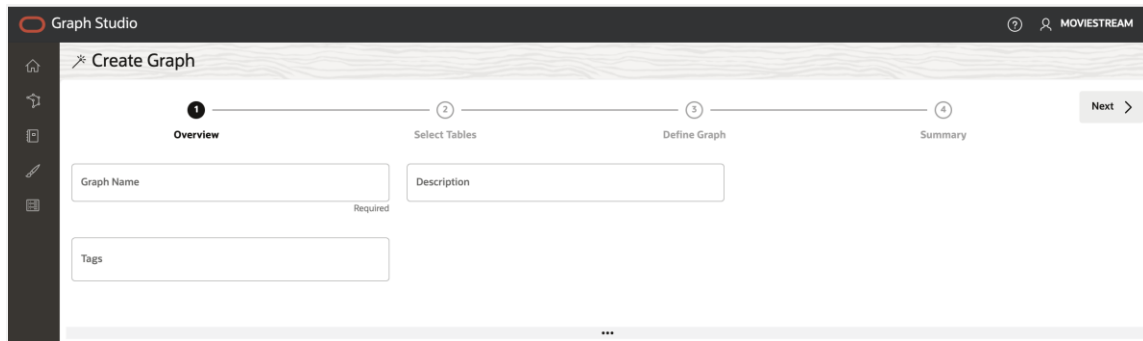 Graph Studio
? MOVIESTREAM
Create Graph
1 2 3 4 Next
Overview Select Tables Define Graph Summary
Graph Name Description
Required
Tags